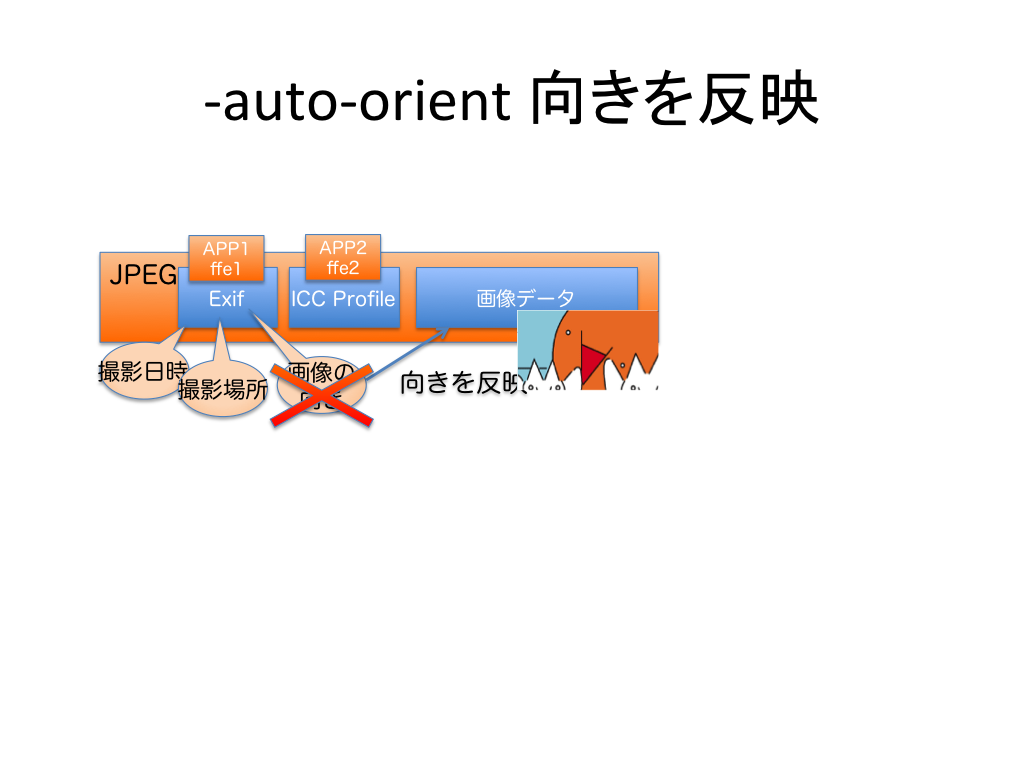 -auto-orient 向きを反映
APP1
ffe1
APP2
ffe2
JPEG
Exif
ICC Profile
画像データ
撮影日時
撮影場所
画像の
向き
向きを反映